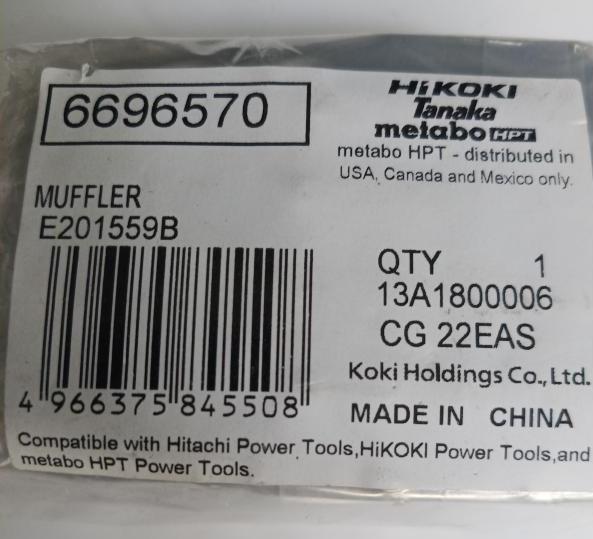 6696570
HiKOKI
Tanaka
metabo HPT
metabo HPT - distributed in
USA, Canada and Mexico only.
MUFFLER
E201559B
QTY 1
13A1800006
CG 22EAS
Koki Holdings Co.,Ltd.
4 966375 845508
MADE IN CHINA
Compatible with Hitachi Power Tools,HiKOKI Power Tools,and
metabo HPT Power Tools.